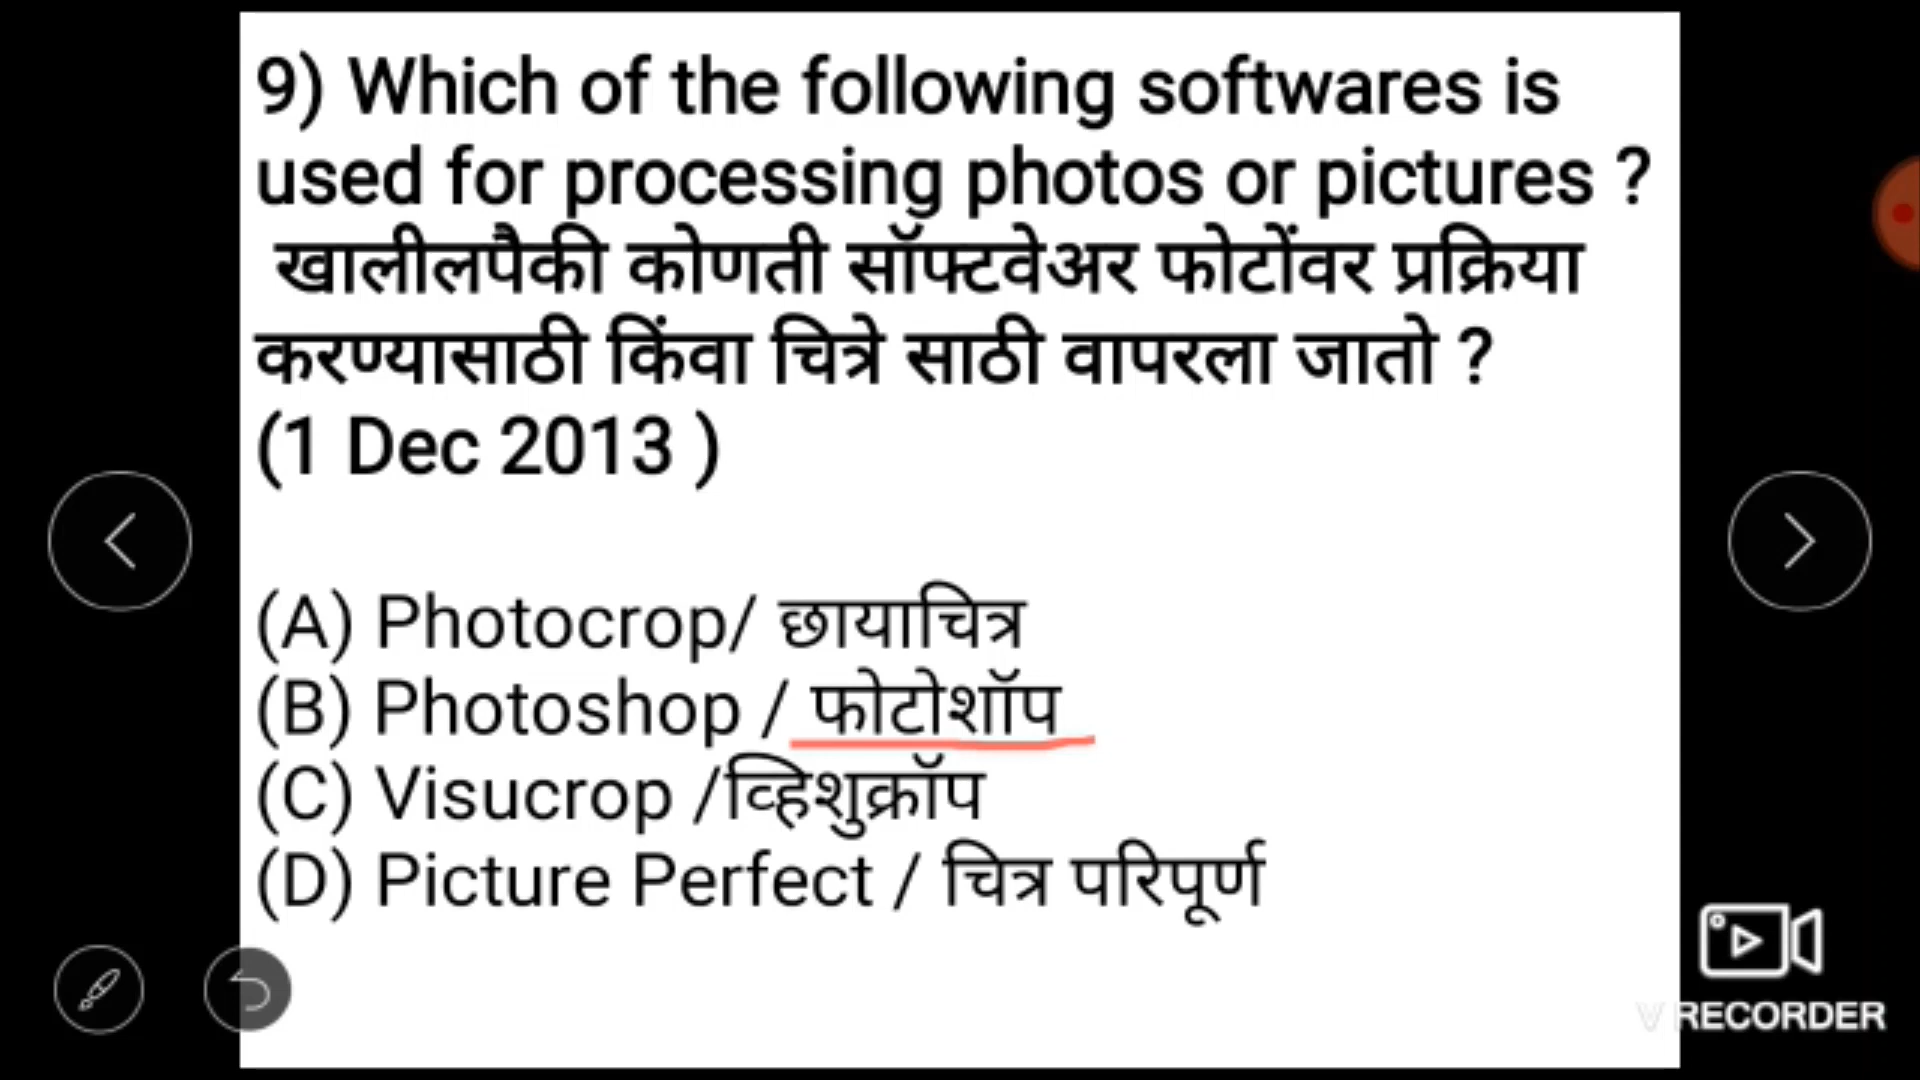 9) Which of the following softwares is
used for processing photos or pictures ?
खालीलपैकी कोणती सॉफ्टवेअर फोटोंवर प्रक्रिया
करण्यासाठी किंवा चित्रे साठी वापरला जातो ?
(1 Dec 2013 )
(A) Photocrop/ छायाचित्र
(B) Photoshop / फोटोशॉप
(C) Visucrop /व्हिशुक्रॉप
(D) Picture Perfect / चित्र परिपूर्ण
V RECORDER